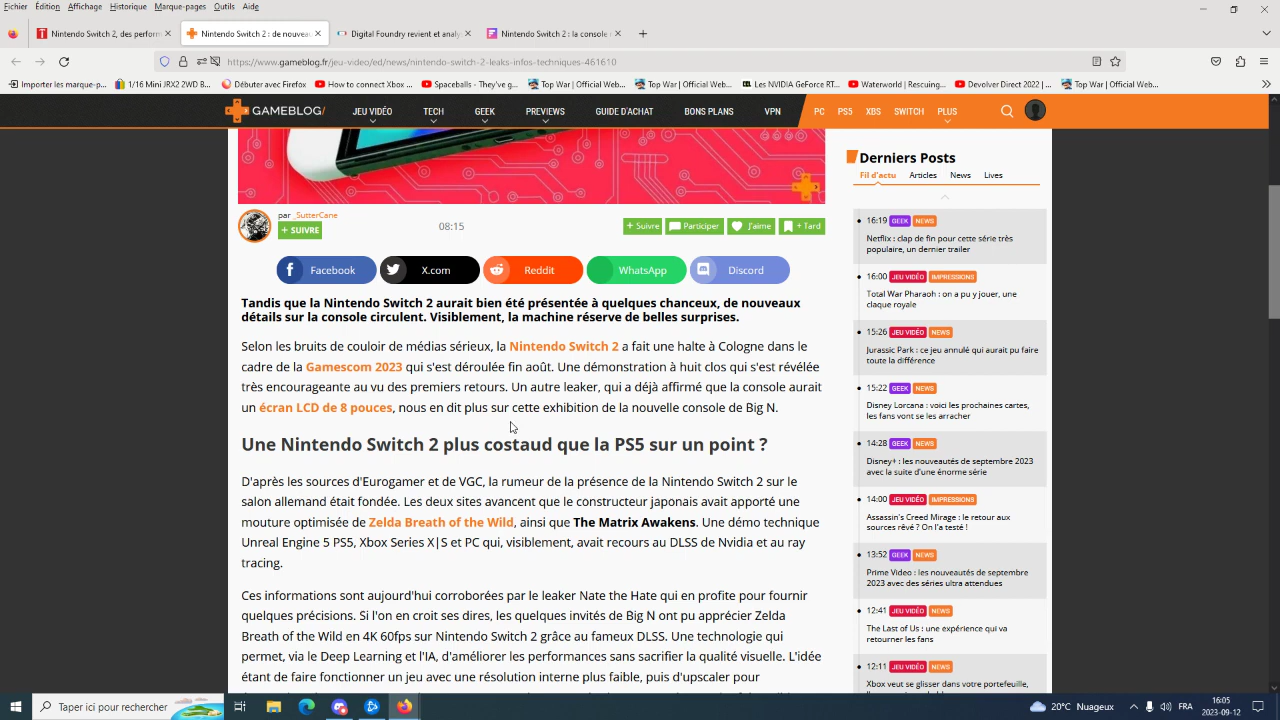 Fichier Édition Affichage Historique Marque-pages Outils Aide
Nintendo Switch 2, des perform
Nintendo Switch 2 : de nouvea
Digital Foundry revient et analy
Nintendo Switch 2 : la console
https://www.gameblog.fr/jeu-video/ed/news/nintendo-switch-2-leaks-infos-techniques-461610
Importer les marque-p...
1/16 Mini JRX2 2WD B...
Débuter avec Firefox
How to connect Xbox ...
Spaceballs - They've g...
Top War | Official Web...
Les NVIDIA GeForce RT...
Waterworld | Rescuing...
Devolver Direct 2022 | ...
Top War | Official Web...
GAMEBLOG/
JEU VIDÉO TECH GEEK PREVIEWS GUIDE D'ACHAT BONS PLANS VPN PC PS5 XBS SWITCH PLUS
par _SutterCane
+ SUIVRE
08:15
+ Suivre Participer J'aime + Tard
Facebook X.com Reddit WhatsApp Discord
Tandis que la Nintendo Switch 2 aurait bien été présentée à quelques chanceux, de nouveaux
détails sur la console circulent. Visiblement, la machine réserve de belles surprises.
Selon les bruits de couloir de médias sérieux, la Nintendo Switch 2 a fait une halte à Cologne dans le
cadre de la Gamescom 2023 qui s'est déroulée fin août. Une démonstration à huit clos qui s'est révélée
très encourageante au vu des premiers retours. Un autre leaker, qui a déjà affirmé que la console aurait
un écran LCD de 8 pouces, nous en dit plus sur cette exhibition de la nouvelle console de Big N.
Une Nintendo Switch 2 plus costaud que la PS5 sur un point ?
D'après les sources d'Eurogamer et de VGC, la rumeur de la présence de la Nintendo Switch 2 sur le
salon allemand était fondée. Les deux sites avancent que le constructeur japonais avait apporté une
mouture optimisée de Zelda Breath of the Wild, ainsi que The Matrix Awakens. Une démo technique
Unreal Engine 5 PS5, Xbox Series X|S et PC qui, visiblement, avait recours au DLSS de Nvidia et au ray
tracing.
Ces informations sont aujourd'hui corroborées par le leaker Nate the Hate qui en profite pour fournir
quelques précisions. Si l'on en croit ses dires, les quelques invités de Big N ont pu apprécier Zelda
Breath of the Wild en 4K 60fps sur Nintendo Switch 2 grâce au fameux DLSS. Une technologie qui
permet, via le Deep Learning et l'IA, d'améliorer les performances sans sacrifier la qualité visuelle. L'idée
étant de faire fonctionner un jeu avec une résolution interne plus faible, puis d'upscaler pour
Derniers Posts
Fil d'actu Articles News Lives
16:19 GEEK NEWS
Netflix : clap de fin pour cette série très
populaire, un dernier trailer
16:00 JEU VIDÉO IMPRESSIONS
Total War Pharaoh : on a pu y jouer, une
claque royale
15:26 JEU VIDÉO NEWS
Jurassic Park : ce jeu annulé qui aurait pu faire
toute la différence
15:22 GEEK NEWS
Disney Lorcana : voici les prochaines cartes,
les fans vont se les arracher
14:28 GEEK NEWS
Disney+ : les nouveautés de septembre 2023
avec la suite d'une énorme série
14:00 JEU VIDÉO IMPRESSIONS
Assassin's Creed Mirage : le retour aux
sources rêvé ? On l'a testé !
13:52 GEEK NEWS
Prime Video : les nouveautés de septembre
2023 avec des séries ultra attendues
12:41 JEU VIDÉO NEWS
The Last of Us : une expérience qui va
retourner les fans
12:11 JEU VIDÉO NEWS
Xbox veut se glisser dans votre portefeuille,
Taper ici pour rechercher
20°C Nuageux
FRA
16:05
2023-09-12